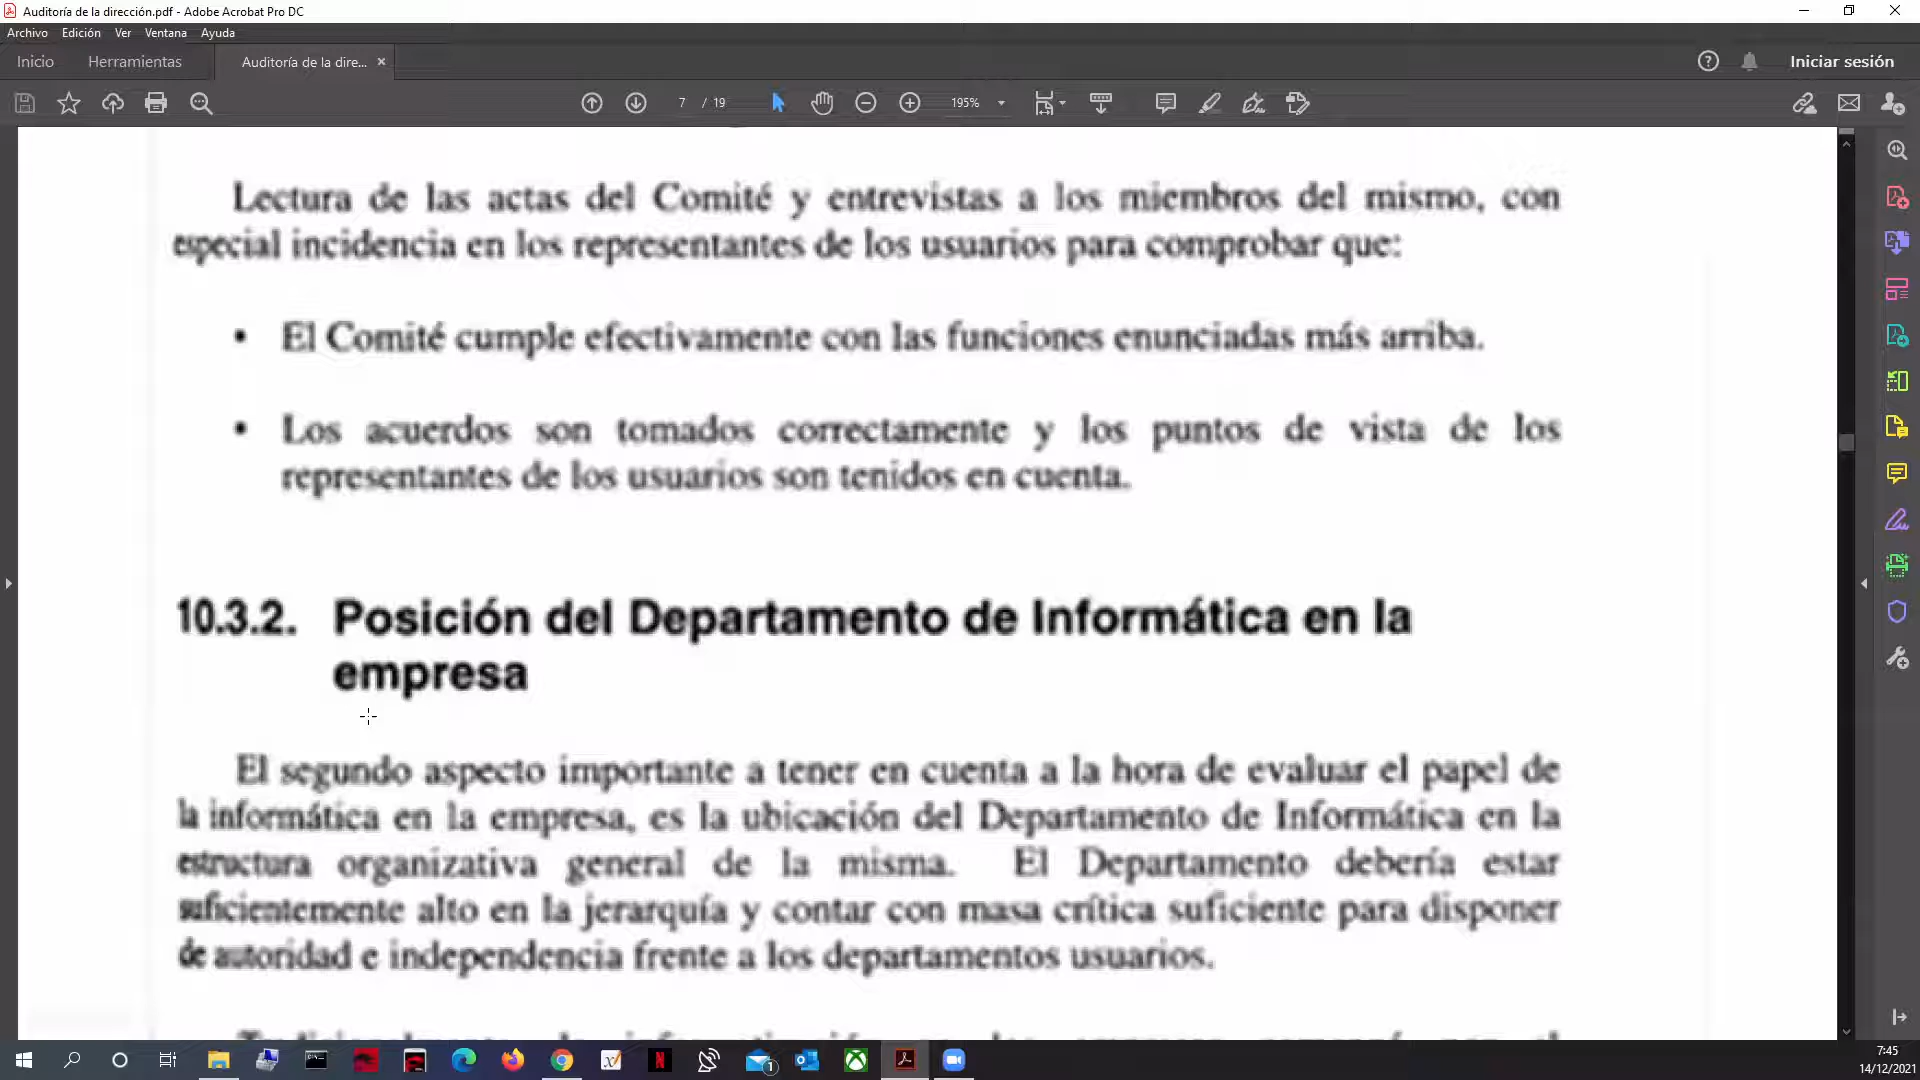 Auditoría de la dirección.pdf - Adobe Acrobat Pro DC
Archivo Edición Ver Ventana Ayuda
Inicio Herramientas Auditoría de la dire... × Iniciar sesión
7 / 19 195%
Lectura de las actas del Comité y entrevistas a los miembros del mismo, con
especial incidencia en los representantes de los usuarios para comprobar que:
• El Comité cumple efectivamente con las funciones enunciadas más arriba.
• Los acuerdos son tomados correctamente y los puntos de vista de los
representantes de los usuarios son tenidos en cuenta.
10.3.2. Posición del Departamento de Informática en la
empresa
El segundo aspecto importante a tener en cuenta a la hora de evaluar el papel de
la informática en la empresa, es la ubicación del Departamento de Informática en la
estructura organizativa general de la misma. El Departamento debería estar
suficientemente alto en la jerarquía y contar con masa crítica suficiente para disponer
de autoridad e independencia frente a los departamentos usuarios.
7:45
14/12/2021